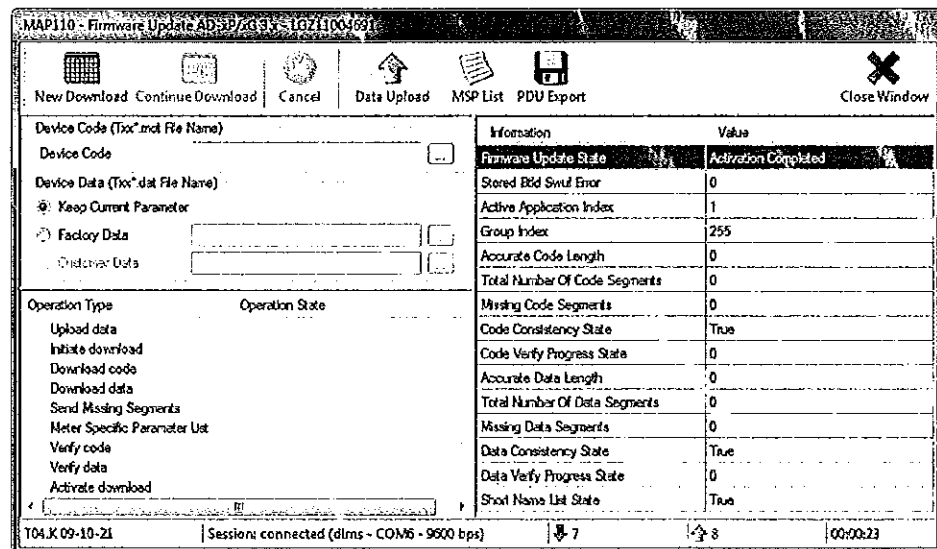 MAP110 - Firmware Update
New Download Continue Download Cancel Data Upload MSP List PDU Export Close Window
Device Code (Txx*.mot File Name)
Device Code ...
Device Data (Txx*.dat File Name)
Keep Current Parameter
Factory Data ...
Customer Data ...
Operation Type Operation State
Upload data
Initiate download
Download code
Download data
Send Missing Segments
Meter Specific Parameter List
Verify code
Verify data
Activate download
Information Value
Firmware Update State Activation Completed
Stored Swuf Error 0
Active Application Index 1
Group Index 255
Accurate Code Length 0
Total Number Of Code Segments 0
Missing Code Segments 0
Code Consistency State True
Code Verify Progress State 0
Accurate Data Length 0
Total Number Of Data Segments 0
Missing Data Segments 0
Data Consistency State True
Data Verify Progress State 0
Short Name List State True
T04.K 09-10-21 Session: connected (dlms - COM6 - 9600 bps) 7 8 00:00:23